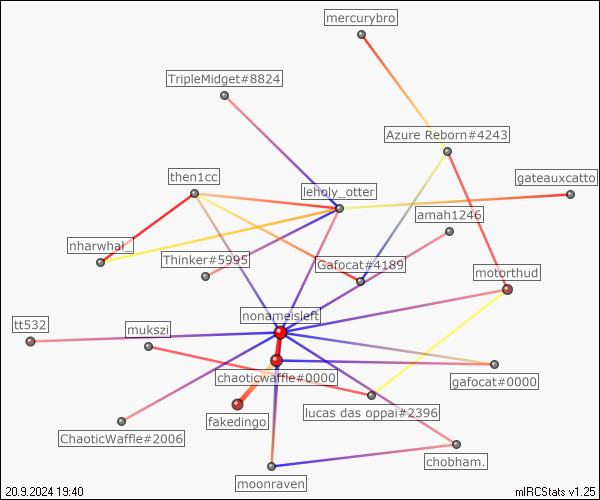 mercurybro
TripleMidget#8824
Azure Reborn#4243
then1cc
leholy_otter
gateauxcatto
amah1246
nharwhal_
Thinker#5995
Gafocat#4189
motorthud
nonameisleft
tt532
mukszi
chaoticwaffle#0000
gafocat#0000
fakedingo
lucas das oppai#2396
ChaoticWaffle#2006
chobham.
moonraven
20.9.2024 19:40
mIRCStats v1.25